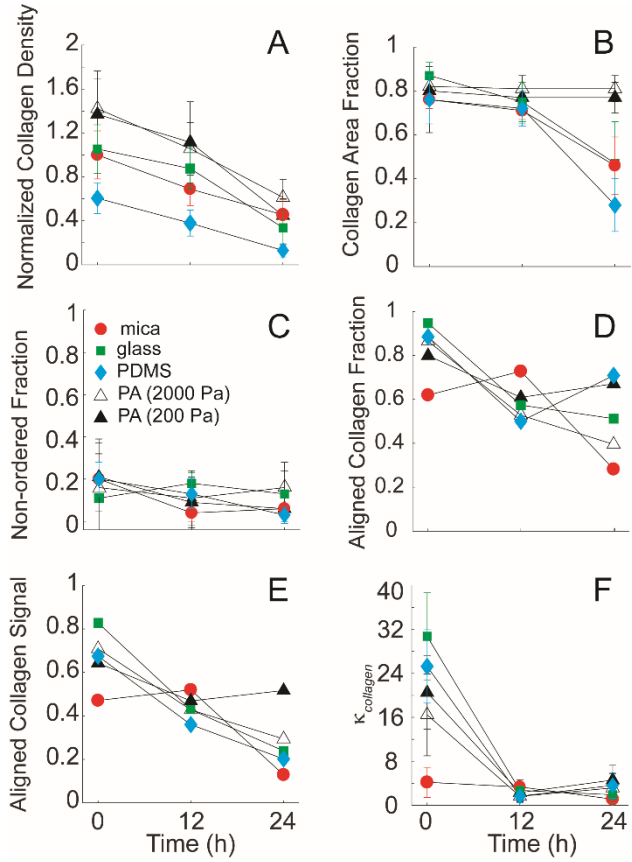 A
Normalized Collagen Density
2
1.6
1.2
0.8
0.4
0
B
Collagen Area Fraction
1
0.8
0.6
0.4
0.2
0
C
Non-ordered Fraction
1
0.8
0.6
0.4
0.2
0
mica
glass
PDMS
PA (2000 Pa)
PA (200 Pa)
D
Aligned Collagen Fraction
1
0.8
0.6
0.4
0.2
0
E
Aligned Collagen Signal
1
0.8
0.6
0.4
0.2
0
0 12 24
Time (h)
F
κcollagen
40
32
24
16
8
0
0 12 24
Time (h)